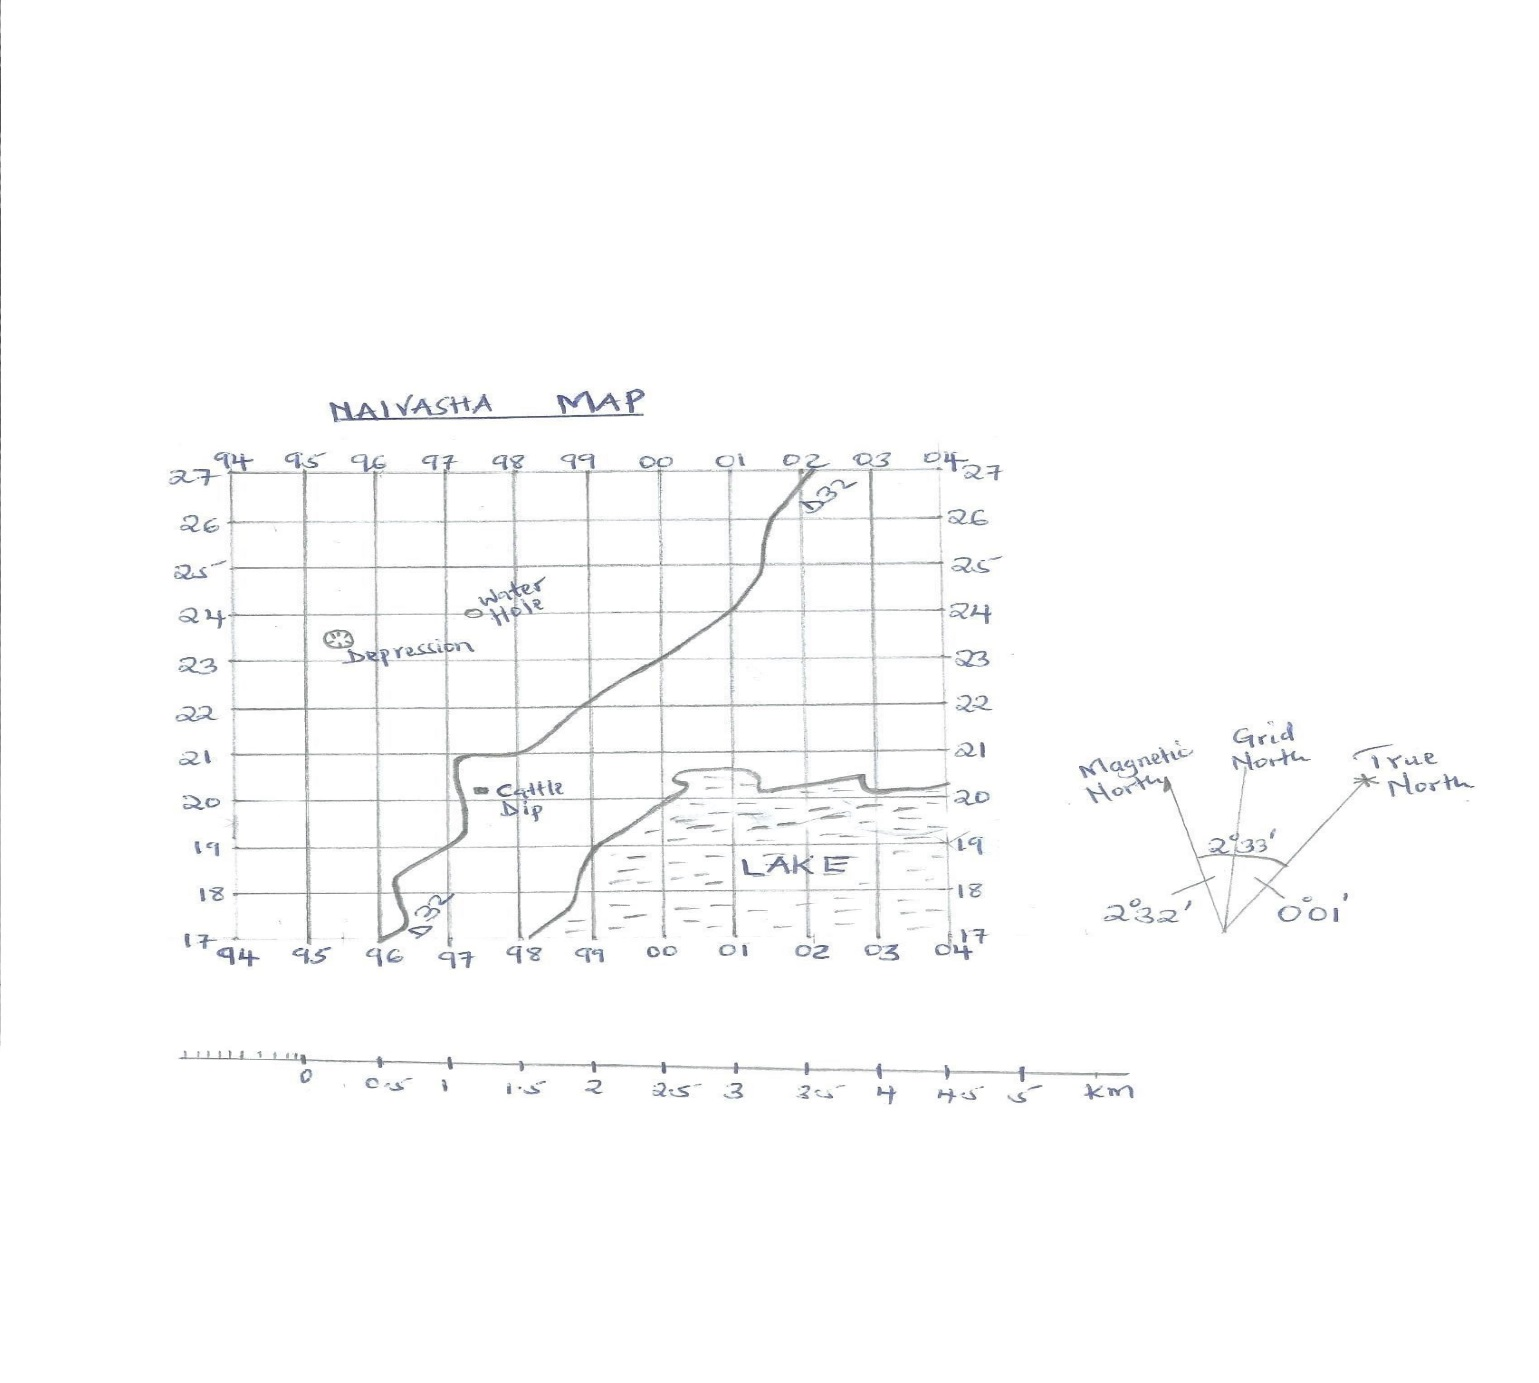 NAIVASHA MAP
94 95 96 97 98 99 00 01 02 03 04
27 27
D32
26 26
25 25
Water
Hole
24 24
Depression
23 23
22 22
21 21
Cattle
Dip
20 20
19 19
LAKE
18 18
D32
17 17
94 95 96 97 98 99 00 01 02 03 04
Magnetic
North
Grid
North
True
North
2°33'
2°32'
0°01'
0 0.5 1 1.5 2 2.5 3 3.5 4 4.5 5 km